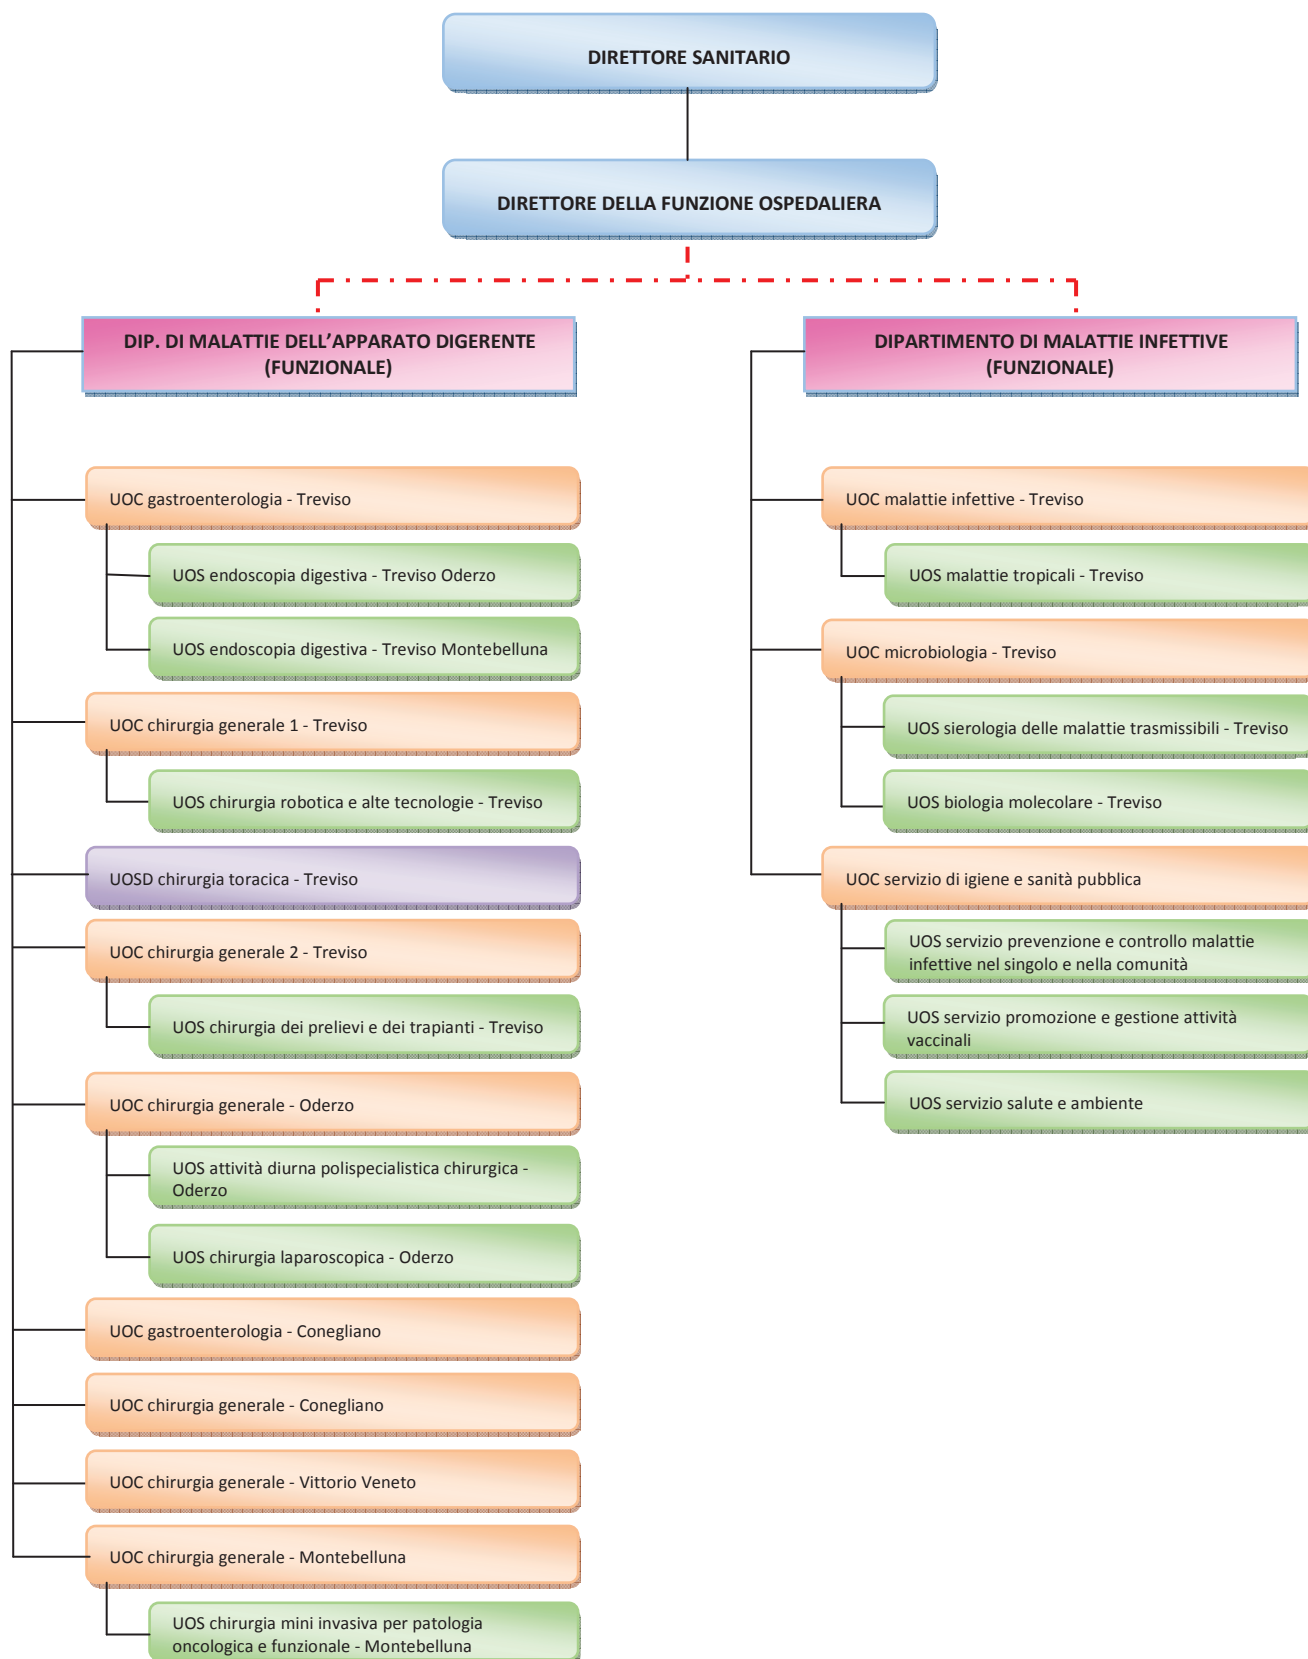 DIRETTORE SANITARIO
DIRETTORE DELLA FUNZIONE OSPEDALIERA
DIP. DI MALATTIE DELL’APPARATO DIGERENTE
(FUNZIONALE)
UOC gastroenterologia - Treviso
UOS endoscopia digestiva - Treviso Oderzo
UOS endoscopia digestiva - Treviso Montebelluna
UOC chirurgia generale 1 - Treviso
UOS chirurgia robotica e alte tecnologie - Treviso
UOSD chirurgia toracica - Treviso
UOC chirurgia generale 2 - Treviso
UOS chirurgia dei prelievi e dei trapianti - Treviso
UOC chirurgia generale - Oderzo
UOS attività diurna polispecialistica chirurgica -
Oderzo
UOS chirurgia laparoscopica - Oderzo
UOC gastroenterologia - Conegliano
UOC chirurgia generale - Conegliano
UOC chirurgia generale - Vittorio Veneto
UOC chirurgia generale - Montebelluna
UOS chirurgia mini invasiva per patologia
oncologica e funzionale - Montebelluna
DIPARTIMENTO DI MALATTIE INFETTIVE
(FUNZIONALE)
UOC malattie infettive - Treviso
UOS malattie tropicali - Treviso
UOC microbiologia - Treviso
UOS sierologia delle malattie trasmissibili - Treviso
UOS biologia molecolare - Treviso
UOC servizio di igiene e sanità pubblica
UOS servizio prevenzione e controllo malattie
infettive nel singolo e nella comunità
UOS servizio promozione e gestione attività
vaccinali
UOS servizio salute e ambiente